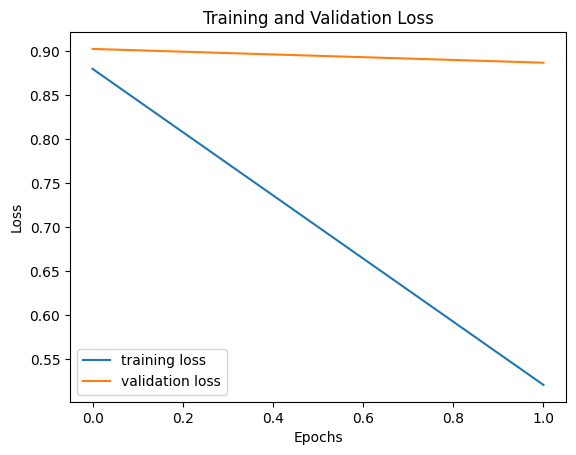 Training and Validation Loss
0.90
0.85
0.80
0.75
0.70
0.65
0.60
0.55
Loss
training loss
validation loss
0.0 0.2 0.4 0.6 0.8 1.0
Epochs